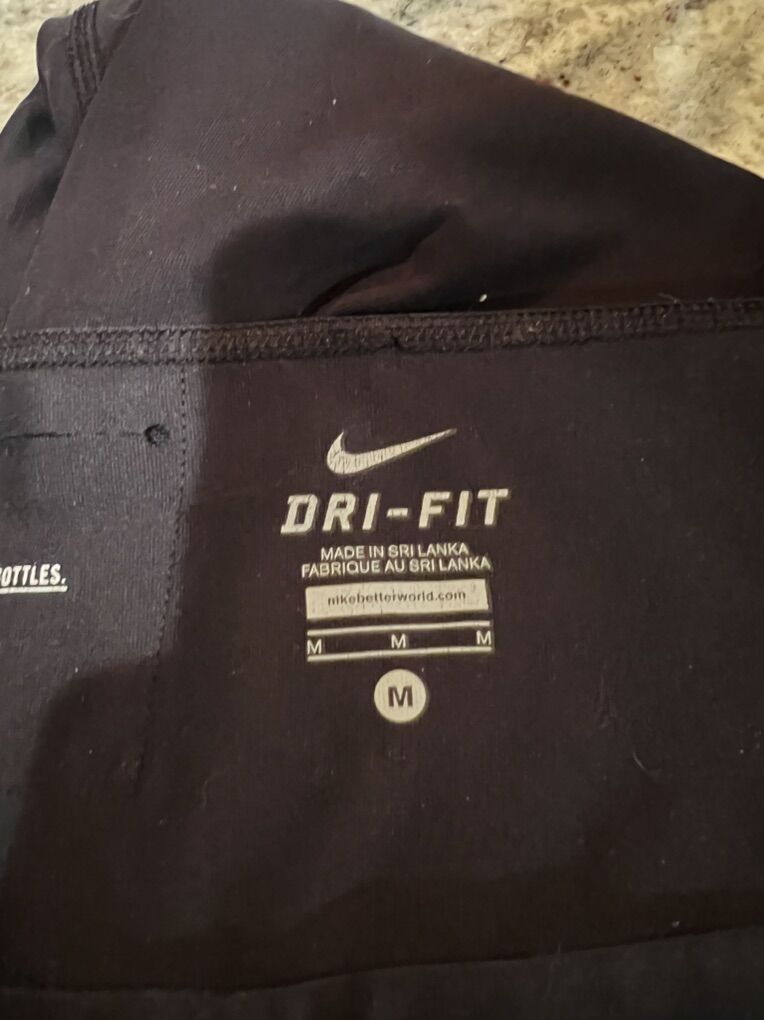 DRI-FIT
MADE IN SRI LANKA
FABRIQUE AU SRI LANKA
OTTLES.
nikebetterworld.com
M M M
M